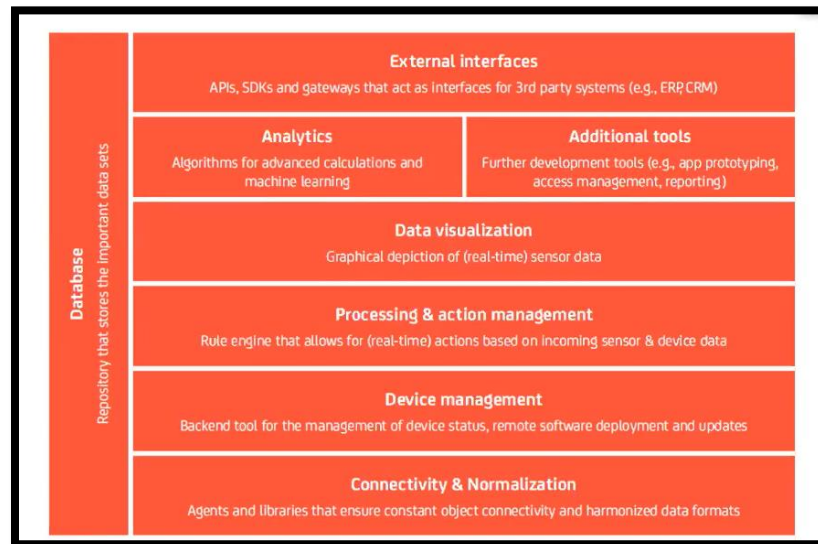 Database
Repository that stores the important data sets
External interfaces
APIs, SDKs and gateways that act as interfaces for 3rd party systems (e.g., ERP, CRM)
Analytics
Algorithms for advanced calculations and
machine learning
Additional tools
Further development tools (e.g., app prototyping,
access management, reporting)
Data visualization
Graphical depiction of (real-time) sensor data
Processing & action management
Rule engine that allows for (real-time) actions based on incoming sensor & device data
Device management
Backend tool for the management of device status, remote software deployment and updates
Connectivity & Normalization
Agents and libraries that ensure constant object connectivity and harmonized data formats